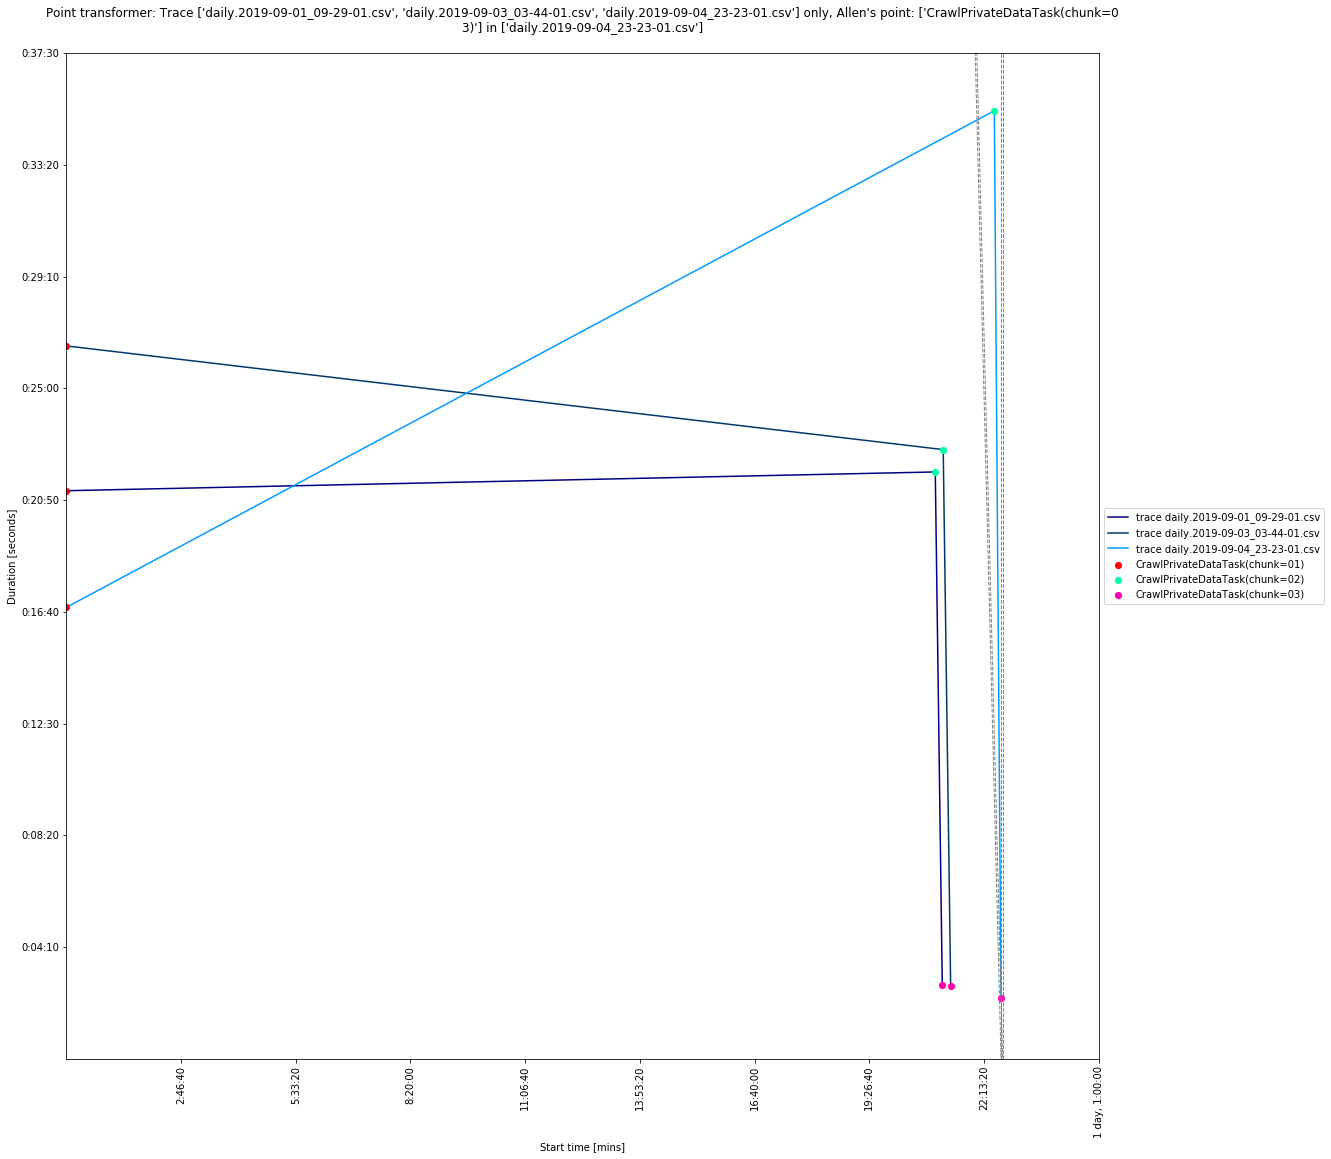 Point transformer: Trace ['daily.2019-09-01_09-29-01.csv', 'daily.2019-09-03_03-44-01.csv', 'daily.2019-09-04_23-23-01.csv'] only, Allen's point: ['CrawlPrivateDataTask(chunk=0
3)'] in ['daily.2019-09-04_23-23-01.csv']
0:37:30
0:33:20
0:29:10
0:25:00
0:20:50
0:16:40
0:12:30
0:08:20
0:04:10
Duration [seconds]
trace daily.2019-09-01_09-29-01.csv
trace daily.2019-09-03_03-44-01.csv
trace daily.2019-09-04_23-23-01.csv
CrawlPrivateDataTask(chunk=01)
CrawlPrivateDataTask(chunk=02)
CrawlPrivateDataTask(chunk=03)
2:46:40
5:33:20
8:20:00
11:06:40
13:53:20
16:40:00
19:26:40
22:13:20
1 day, 1:00:00
Start time [mins]